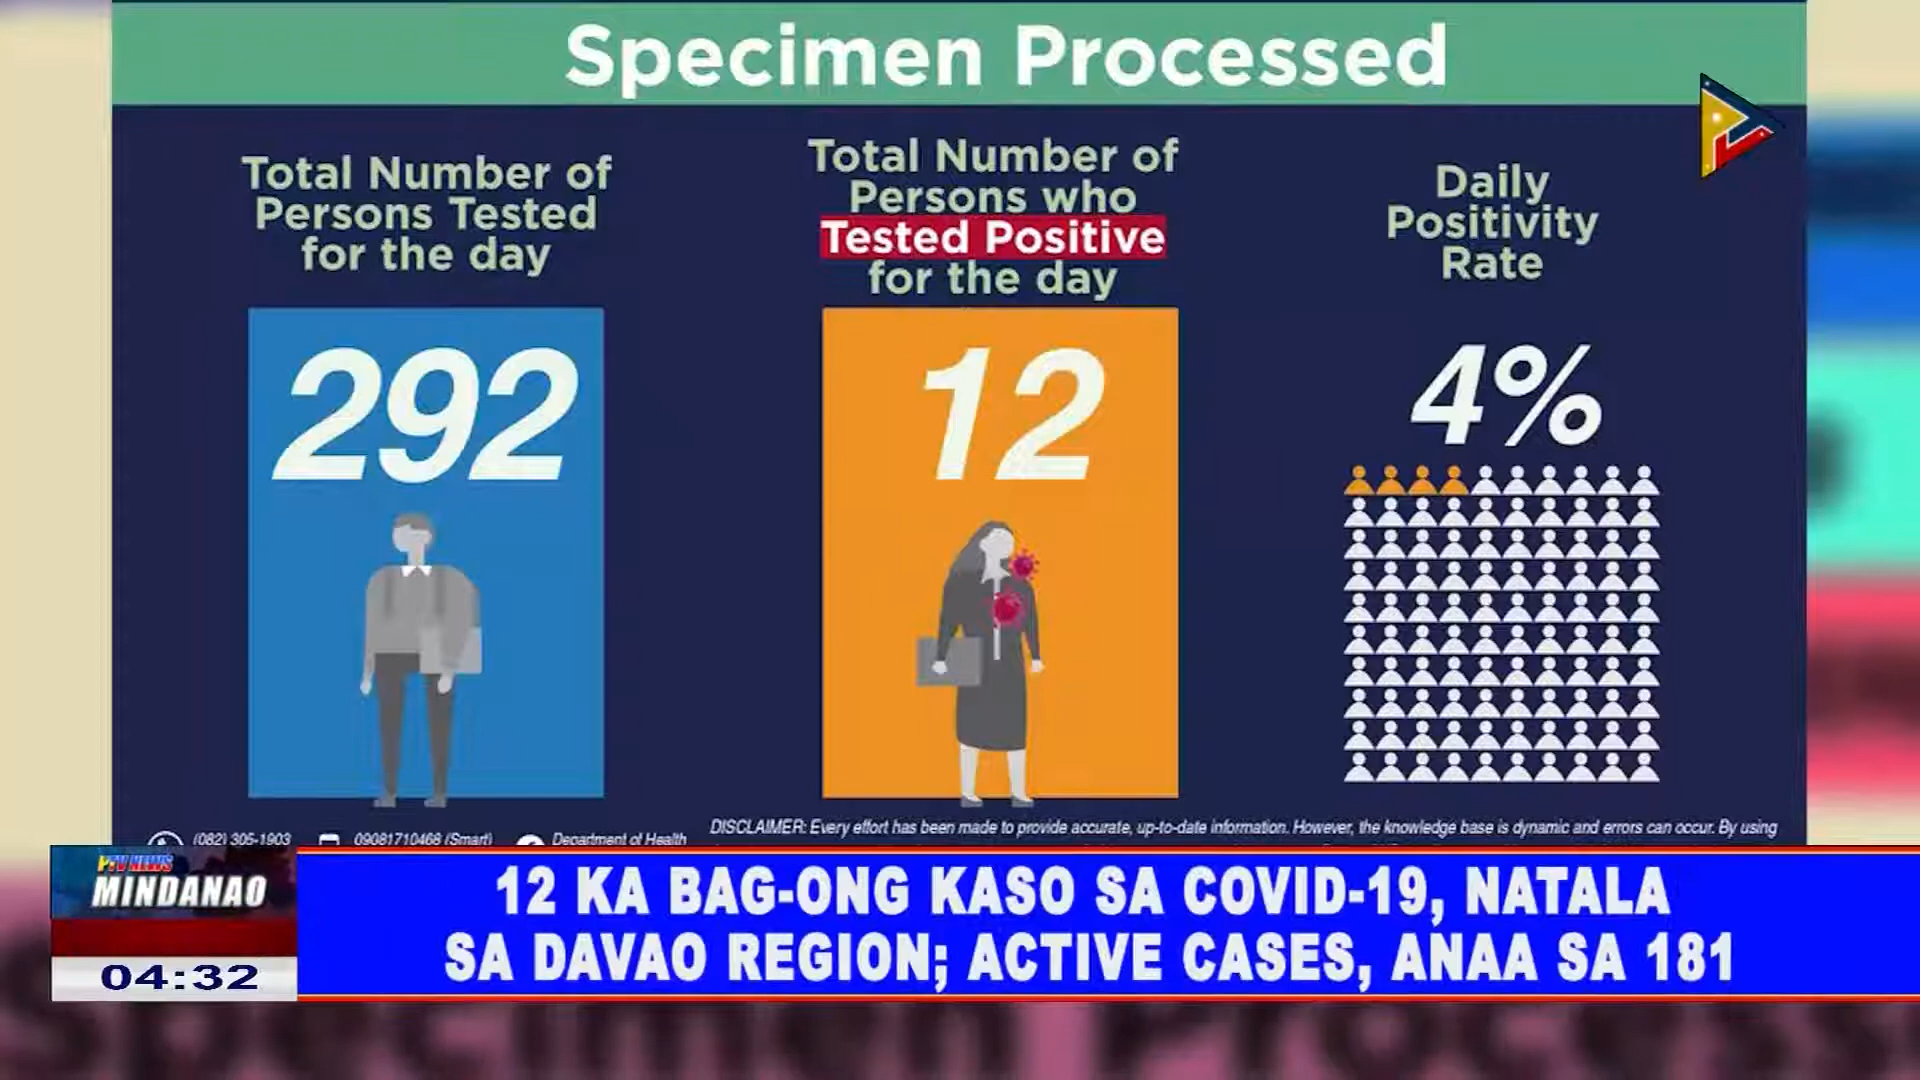 Specimen Processed
Total Number of
Persons Tested
for the day
292
Total Number of
Persons who
Tested Positive
for the day
12
Daily
Positivity
Rate
4%
(082) 305-1903
09081710468 (Smart)
Department of Health
DISCLAIMER: Every effort has been made to provide accurate, up-to-date information. However, the knowledge base is dynamic and errors can occur. By using
PTV NEWS
MINDANAO
04:32
12 KA BAG-ONG KASO SA COVID-19, NATALA
SA DAVAO REGION; ACTIVE CASES, ANAA SA 181
Specimen Processed